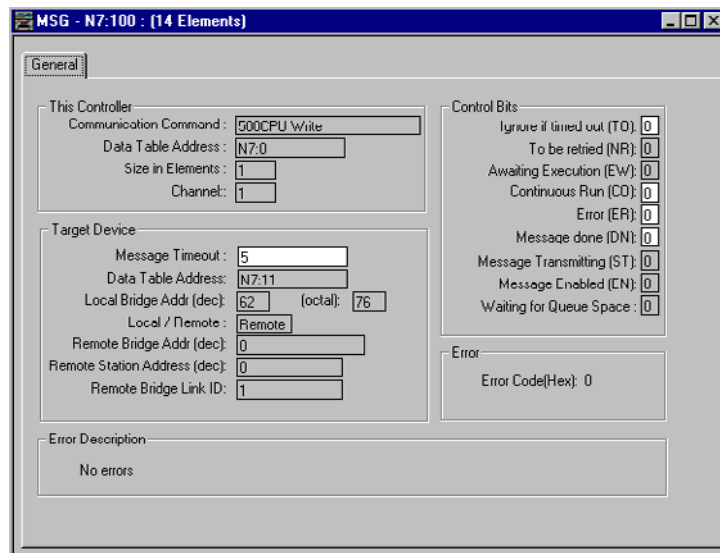 MSG - N7:100 : (14 Elements)
General
This Controller
Communication Command : 500CPU Write
Data Table Address : N7:0
Size in Elements : 1
Channel:: 1
Target Device
Message Timeout : 5
Data Table Address: N7:11
Local Bridge Addr (dec): 62 (octal): 76
Local / Remote : Remote
Remote Bridge Addr (dec): 0
Remote Station Address (dec): 0
Remote Bridge Link ID: 1
Control Bits
Ignore if timed out (TO): 0
To be retried (NR): 0
Awaiting Execution (EW): 0
Continuous Run (CO): 0
Error (ER): 0
Message done (DN): 0
Message Transmitting (ST): 0
Message Enabled (EN): 0
Waiting for Queue Space : 0
Error
Error Code(Hex): 0
Error Description
No errors